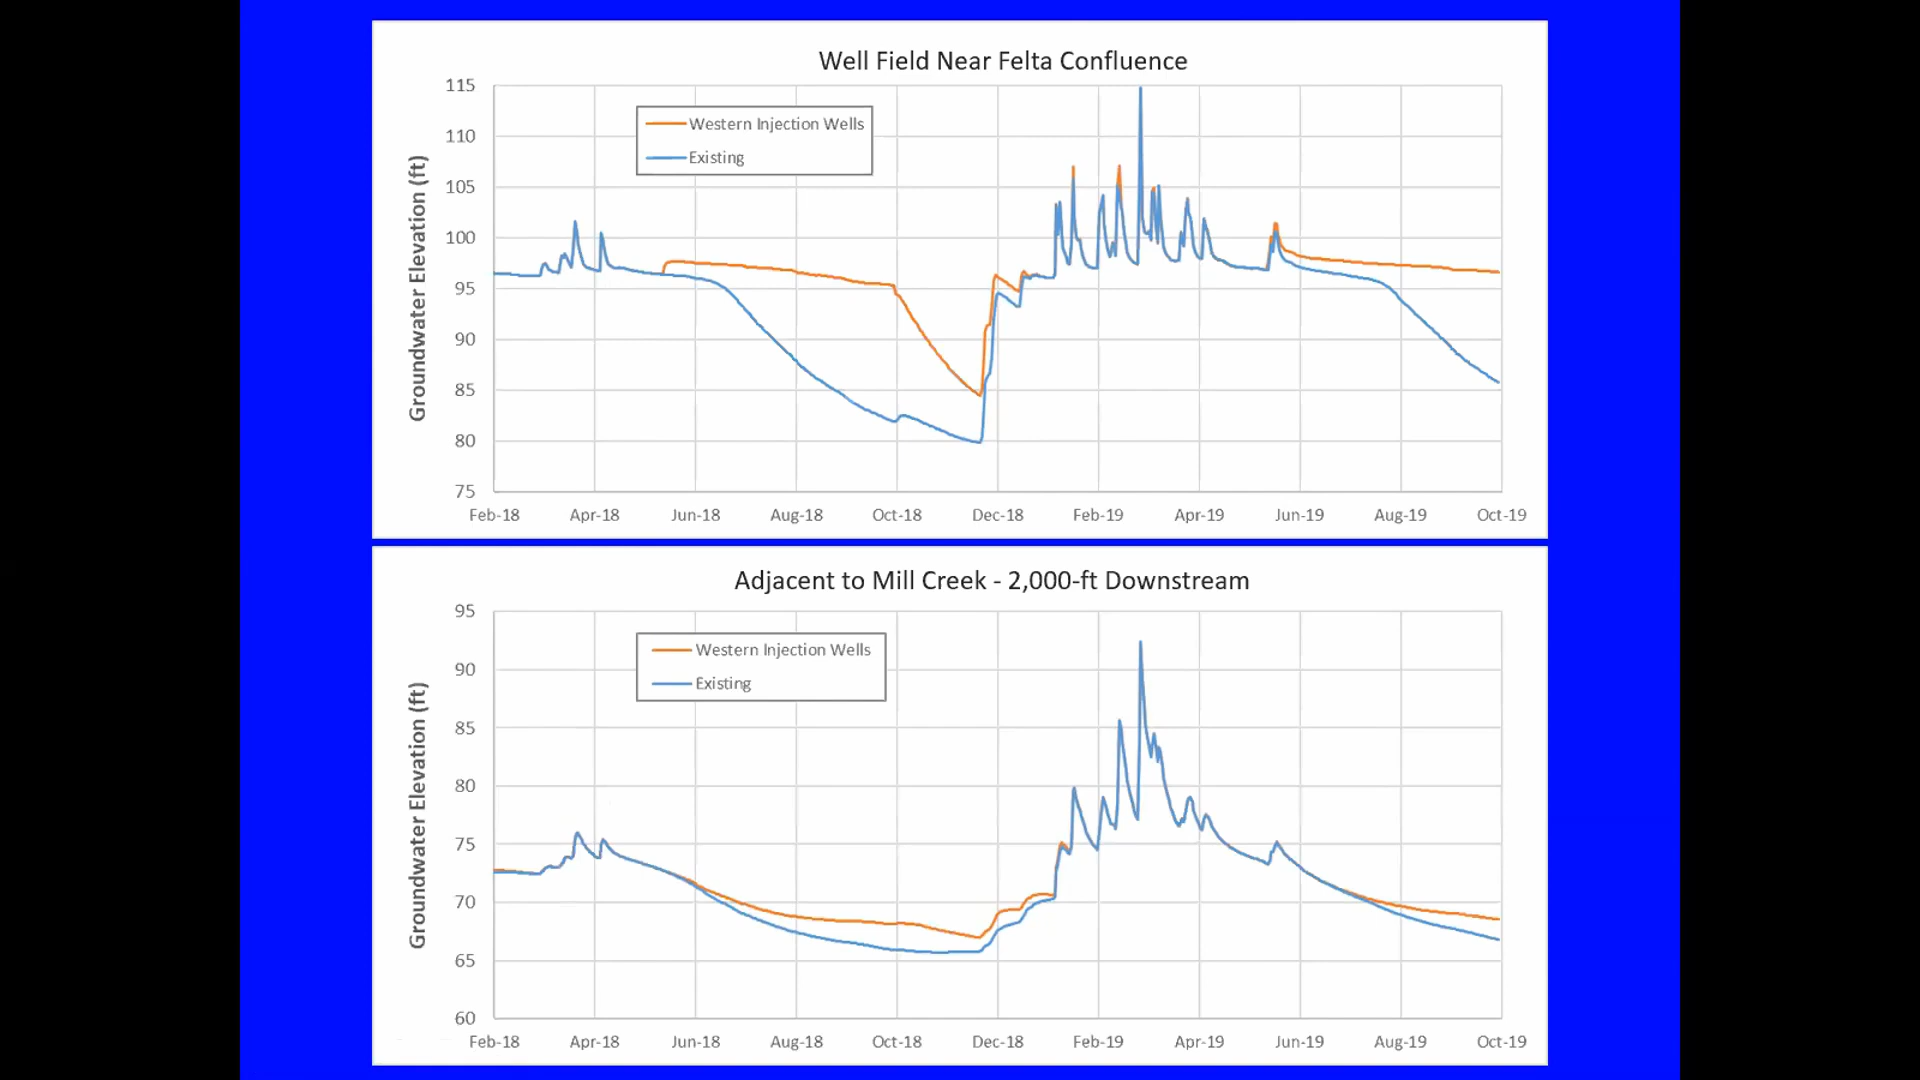 Well Field Near Felta Confluence
115
110
105
100
95
90
85
80
75
Groundwater Elevation (ft)
Western Injection Wells
Existing
Feb-18 Apr-18 Jun-18 Aug-18 Oct-18 Dec-18 Feb-19 Apr-19 Jun-19 Aug-19 Oct-19
Adjacent to Mill Creek - 2,000-ft Downstream
95
90
85
80
75
70
65
60
Groundwater Elevation (ft)
Western Injection Wells
Existing
Feb-18 Apr-18 Jun-18 Aug-18 Oct-18 Dec-18 Feb-19 Apr-19 Jun-19 Aug-19 Oct-19